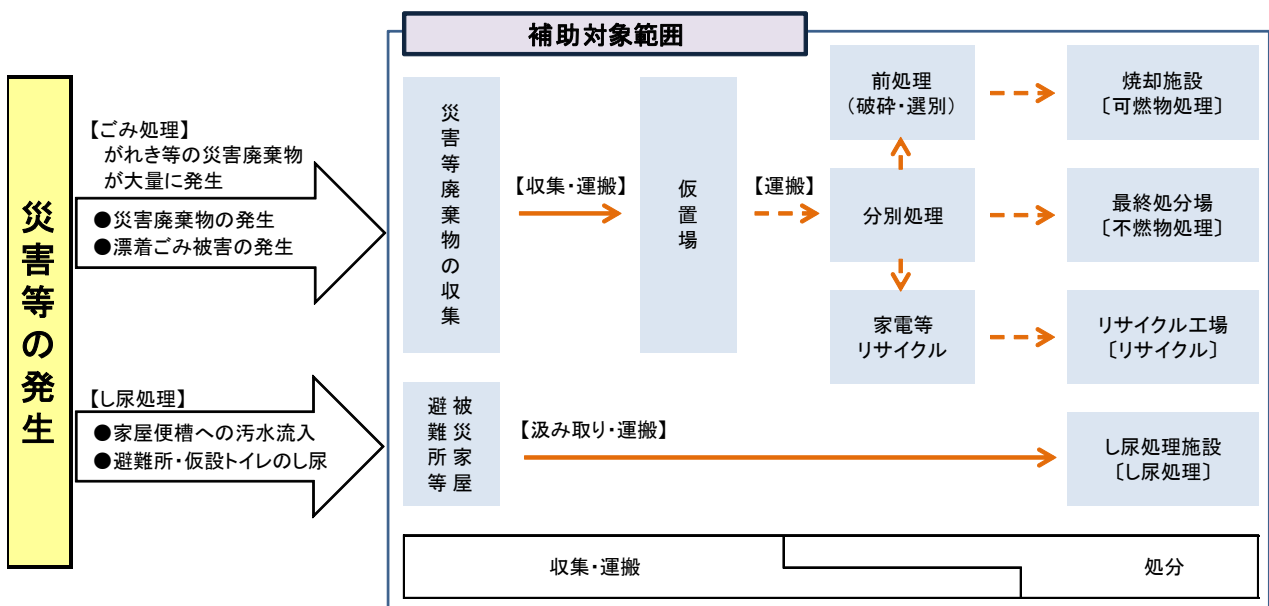 補助対象範囲
災害等の発生
【ごみ処理】
がれき等の災害廃棄物
が大量に発生
●災害廃棄物の発生
●漂着ごみ被害の発生
災害等廃棄物の収集
【収集・運搬】
仮置場
【運搬】
前処理
（破砕・選別）
分別処理
家電等
リサイクル
焼却施設
〔可燃物処理〕
最終処分場
〔不燃物処理〕
リサイクル工場
〔リサイクル〕
【し尿処理】
●家屋便槽への汚水流入
●避難所・仮設トイレのし尿
被災家屋
避難所等
【汲み取り・運搬】
し尿処理施設
〔し尿処理〕
収集・運搬
処分